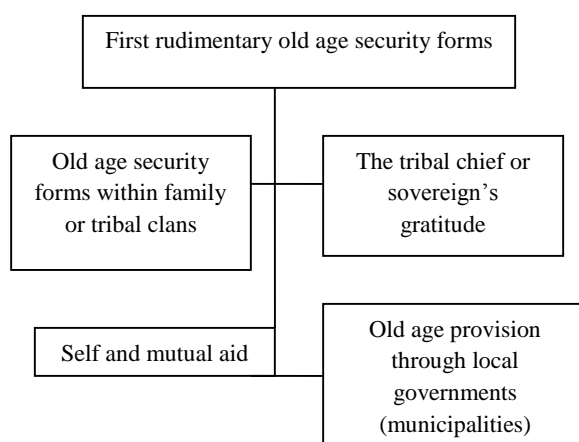 First rudimentary old age security forms
Old age security
forms within family
or tribal clans
The tribal chief or
sovereign’s
gratitude
Self and mutual aid
Old age provision
through local
governments
(municipalities)